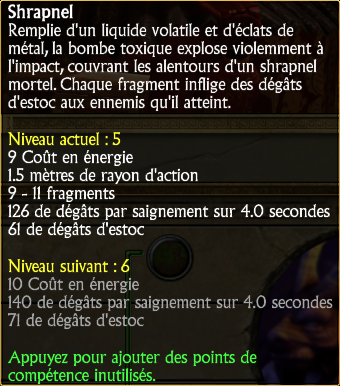 Shrapnel
Remplie d'un liquide volatile et d'éclats de
métal, la bombe toxique explose violemment à
l'impact, couvrant les alentours d'un shrapnel
mortel. Chaque fragment inflige des dégâts
d'estoc aux ennemis qu'il atteint.
Niveau actuel : 5
9 Coût en énergie
1.5 mètres de rayon d'action
9 - 11 fragments
126 de dégâts par saignement sur 4.0 secondes
61 de dégâts d'estoc
Niveau suivant : 6
10 Coût en énergie
140 de dégâts par saignement sur 4.0 secondes
71 de dégâts d'estoc
Appuyez pour ajouter des points de
compétence inutilisés.